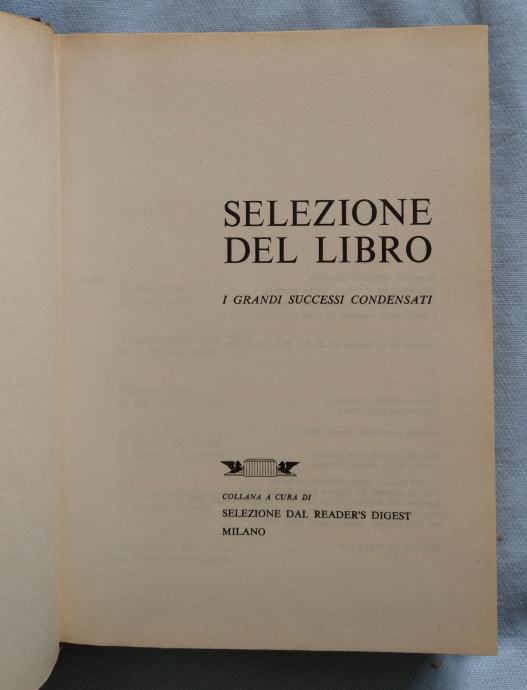 SELEZIONE
DEL LIBRO
I GRANDI SUCCESSI CONDENSATI
COLLANA A CURA DI
SELEZIONE DAL READER'S DIGEST
MILANO